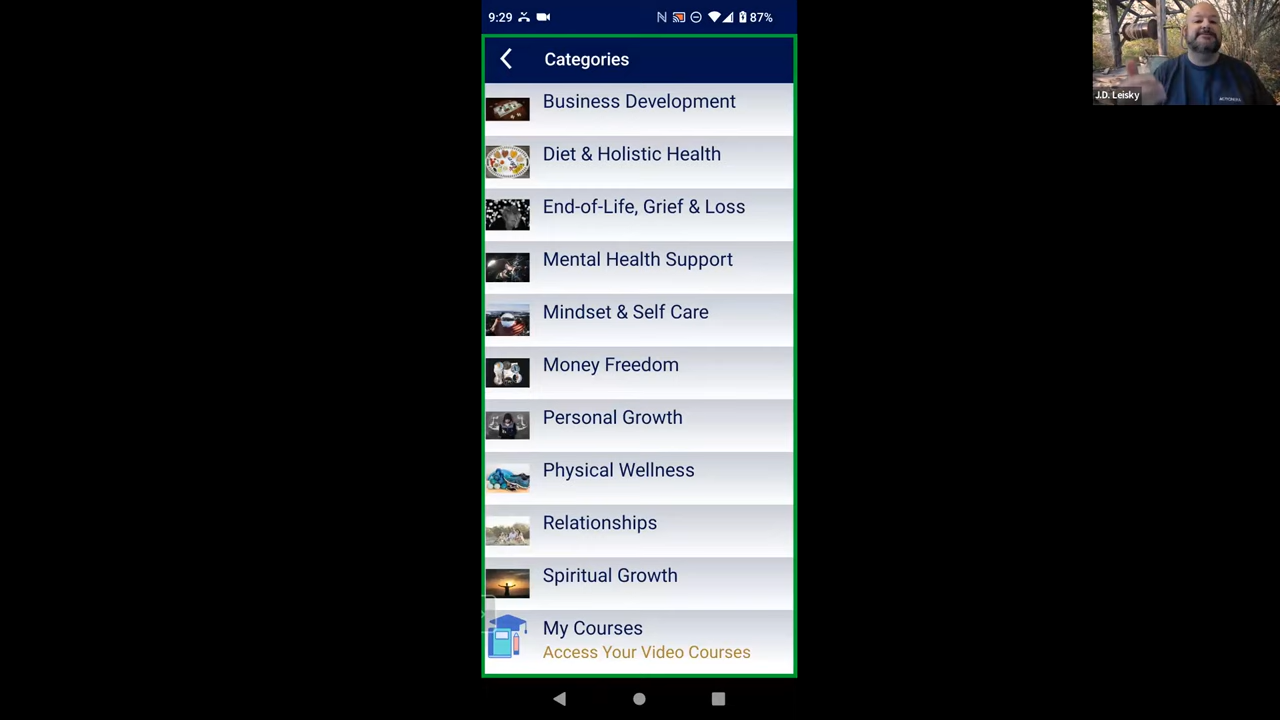 9:29
87%
Categories
Business Development
Diet & Holistic Health
End-of-Life, Grief & Loss
Mental Health Support
Mindset & Self Care
Money Freedom
Personal Growth
Physical Wellness
Relationships
Spiritual Growth
My Courses
Access Your Video Courses
J.D. Leisky